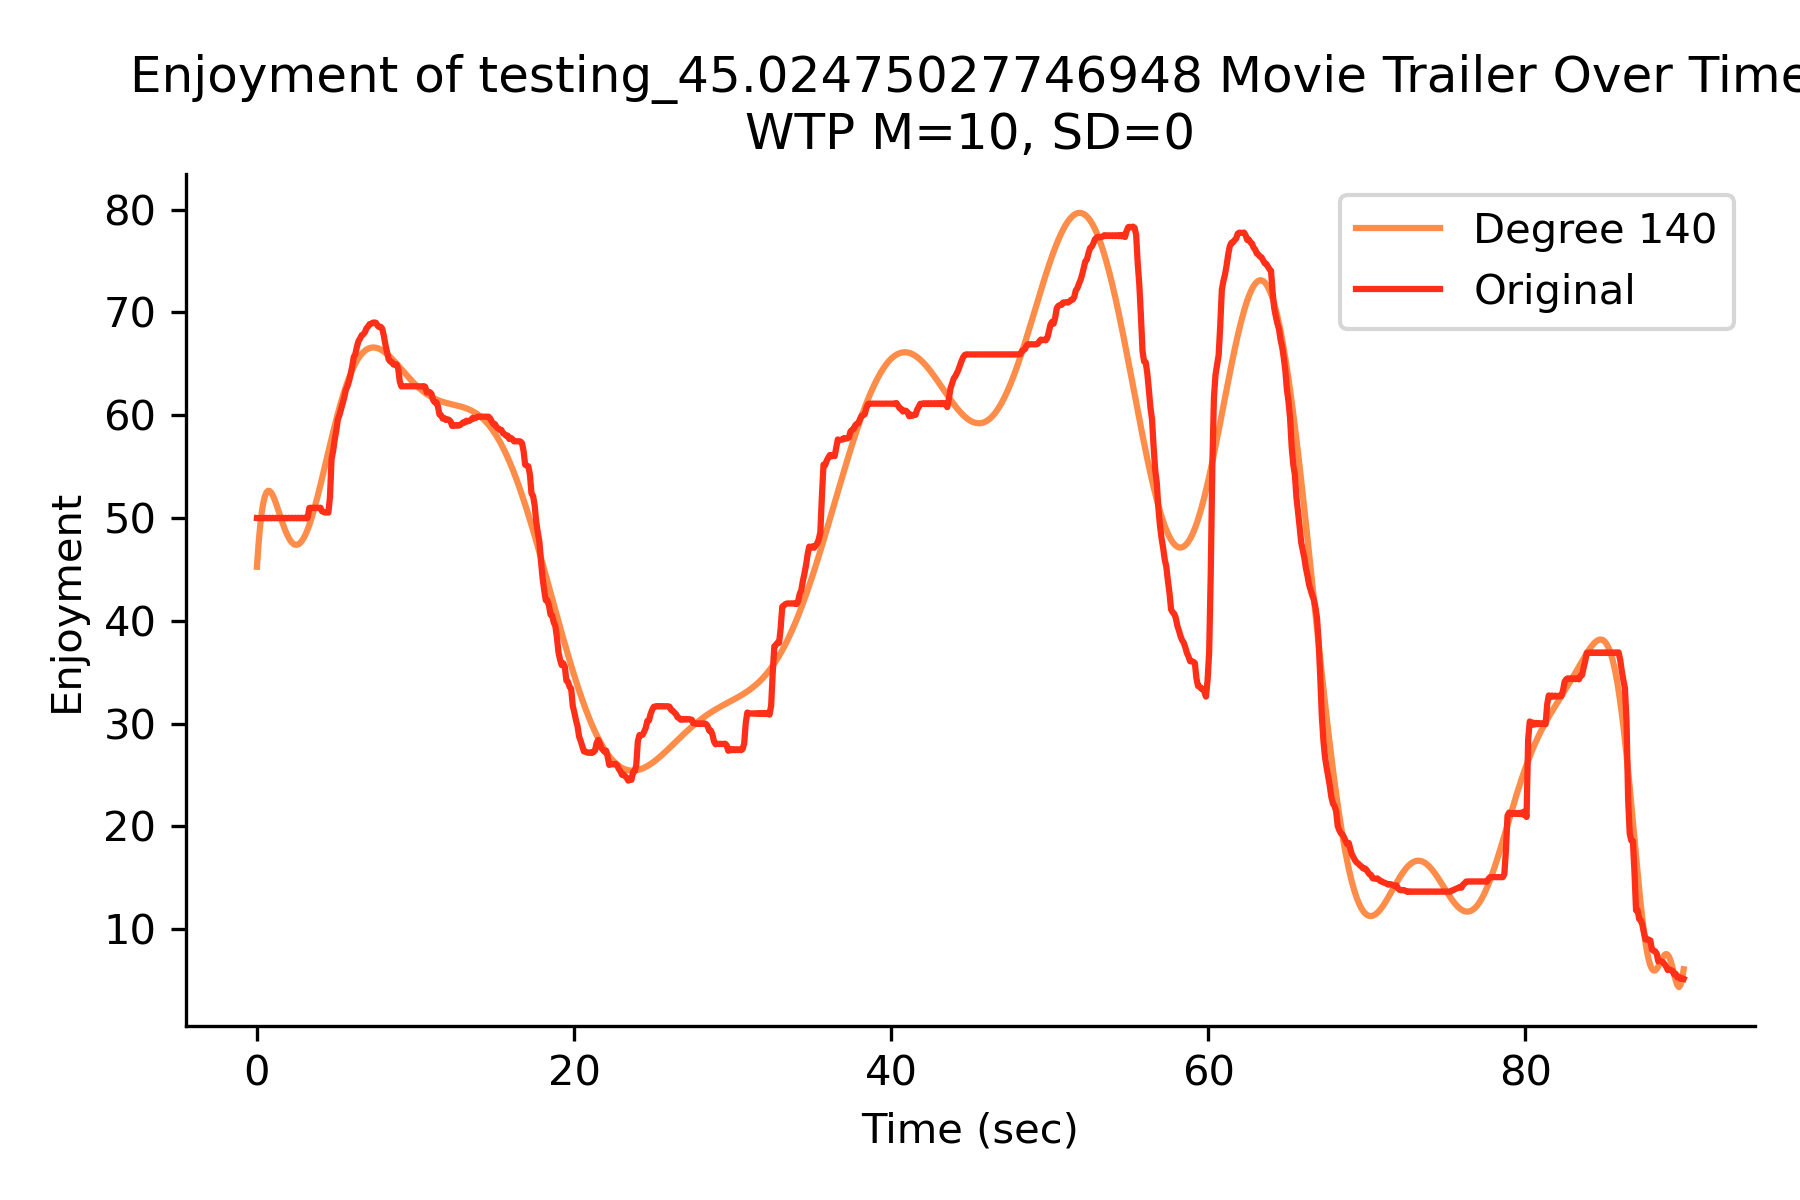 Enjoyment of testing_45.02475027746948 Movie Trailer Over Time
WTP M=10, SD=0
Degree 140
Original
Enjoyment
80
70
60
50
40
30
20
10
0
20
40
60
80
Time (sec)